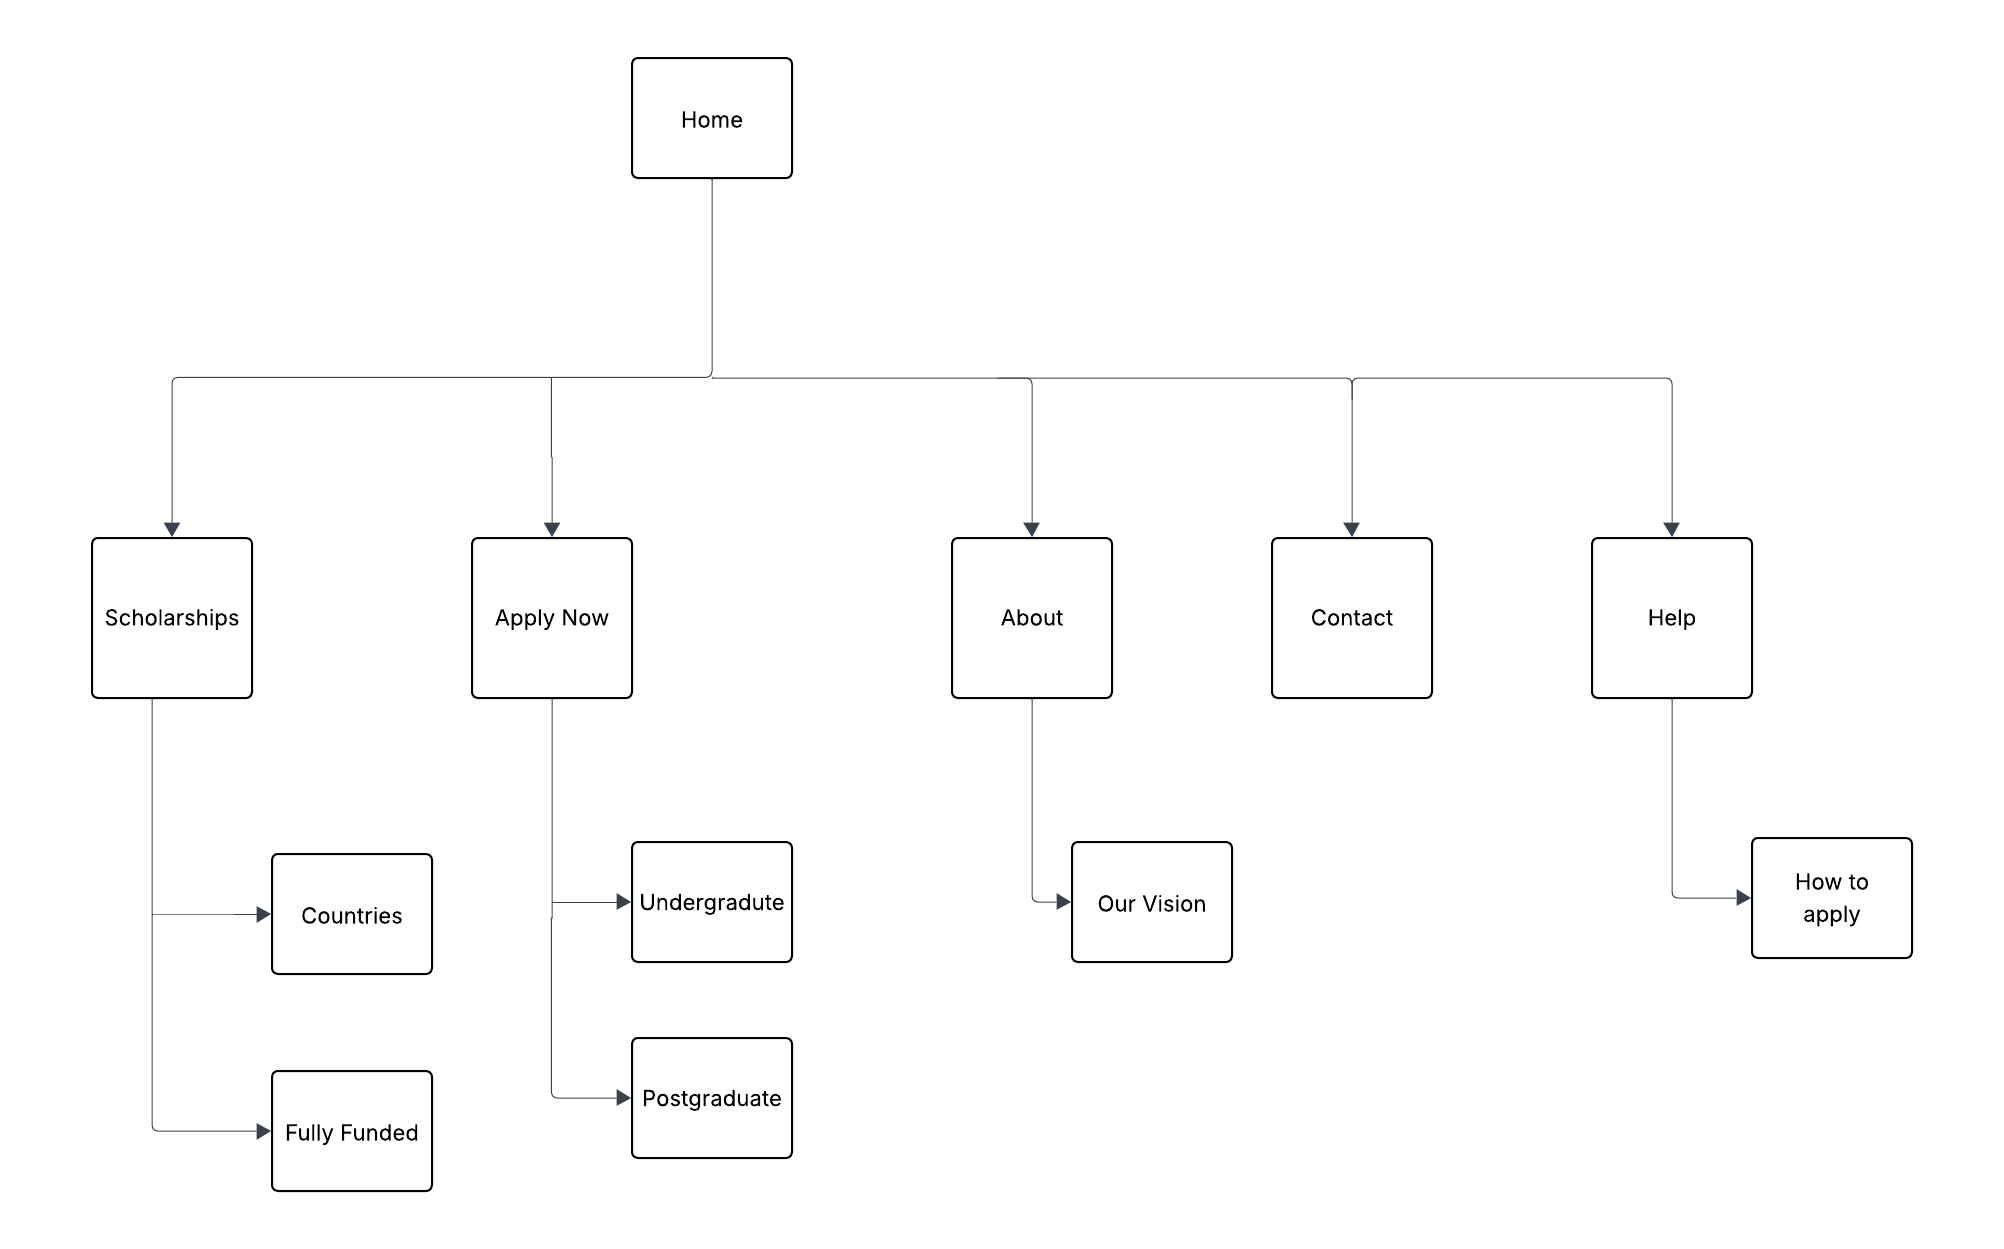 Home
Scholarships
Apply Now
About
Contact
Help
Countries
Undergradute
Our Vision
How to
apply
Fully Funded
Postgraduate